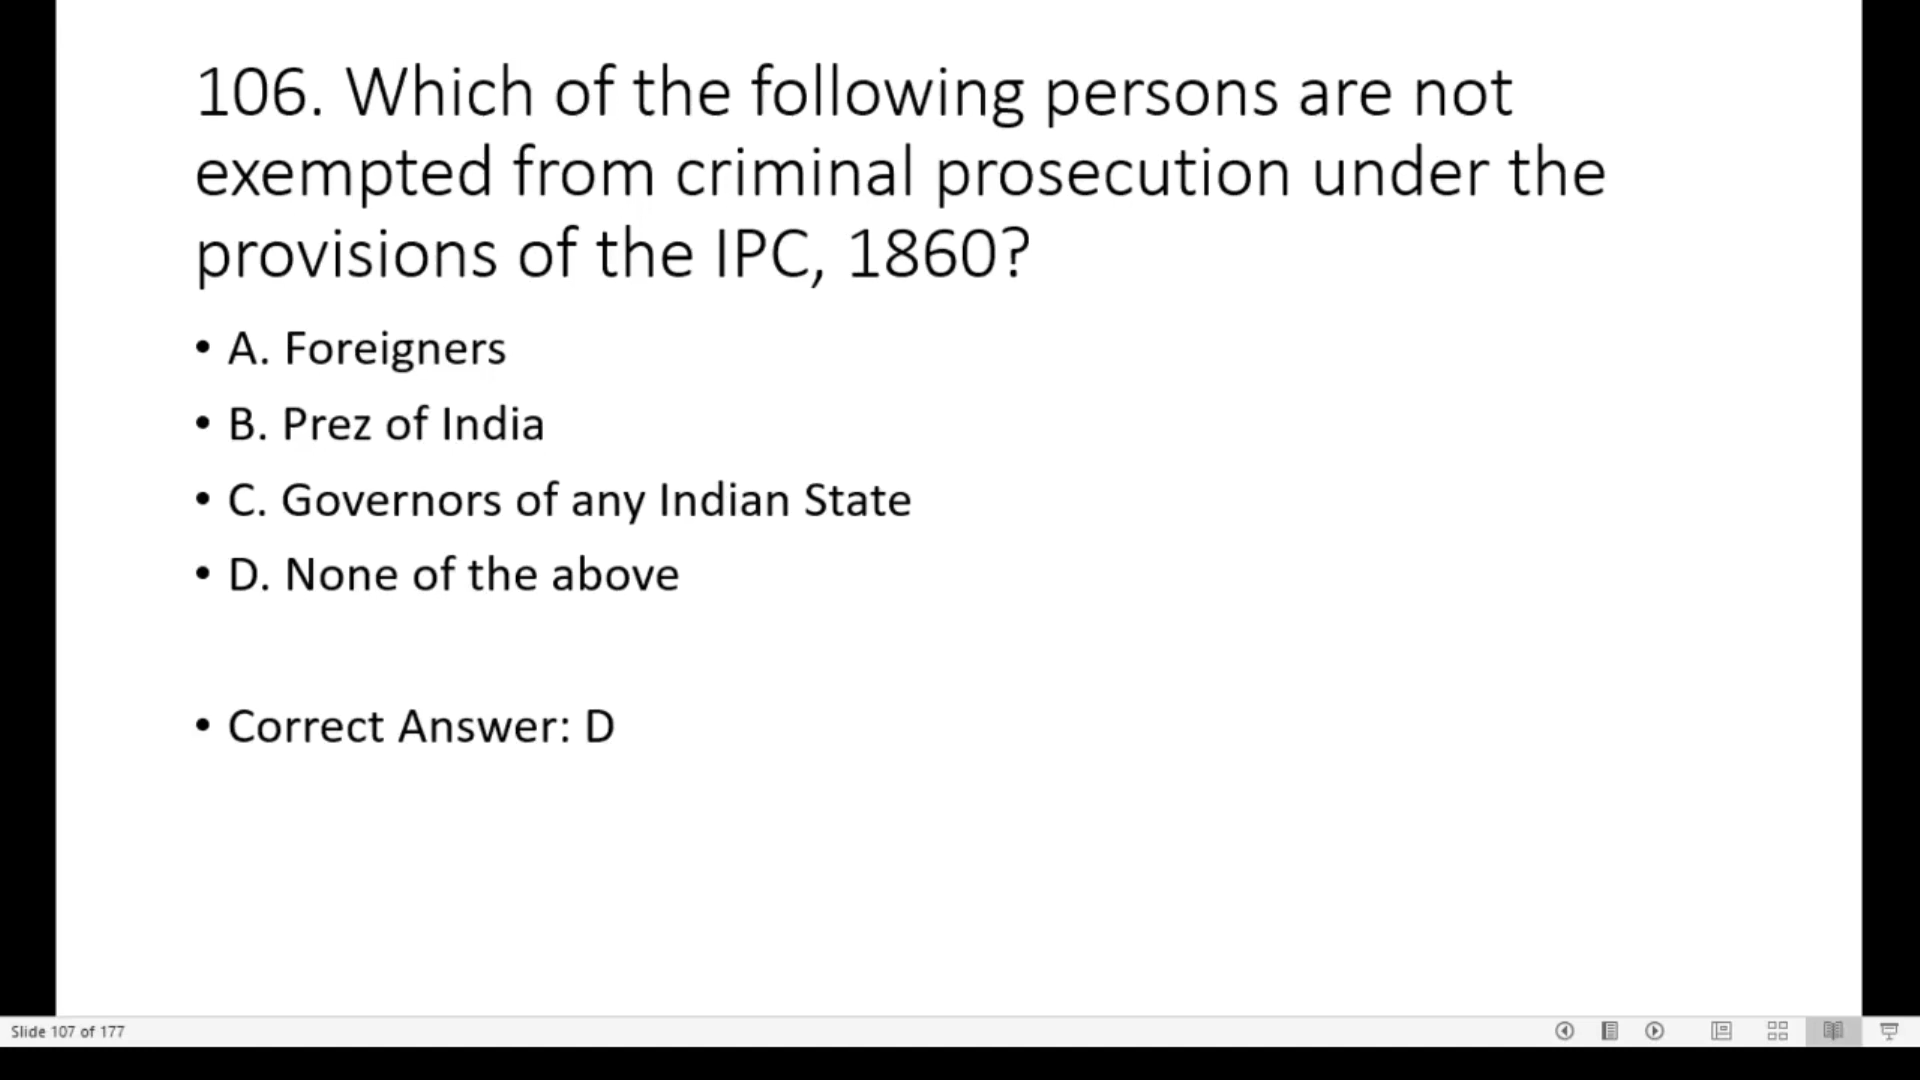 106. Which of the following persons are not
exempted from criminal prosecution under the
provisions of the IPC, 1860?
• A. Foreigners
• B. Prez of India
• C. Governors of any Indian State
• D. None of the above
• Correct Answer: D
Slide 107 of 177